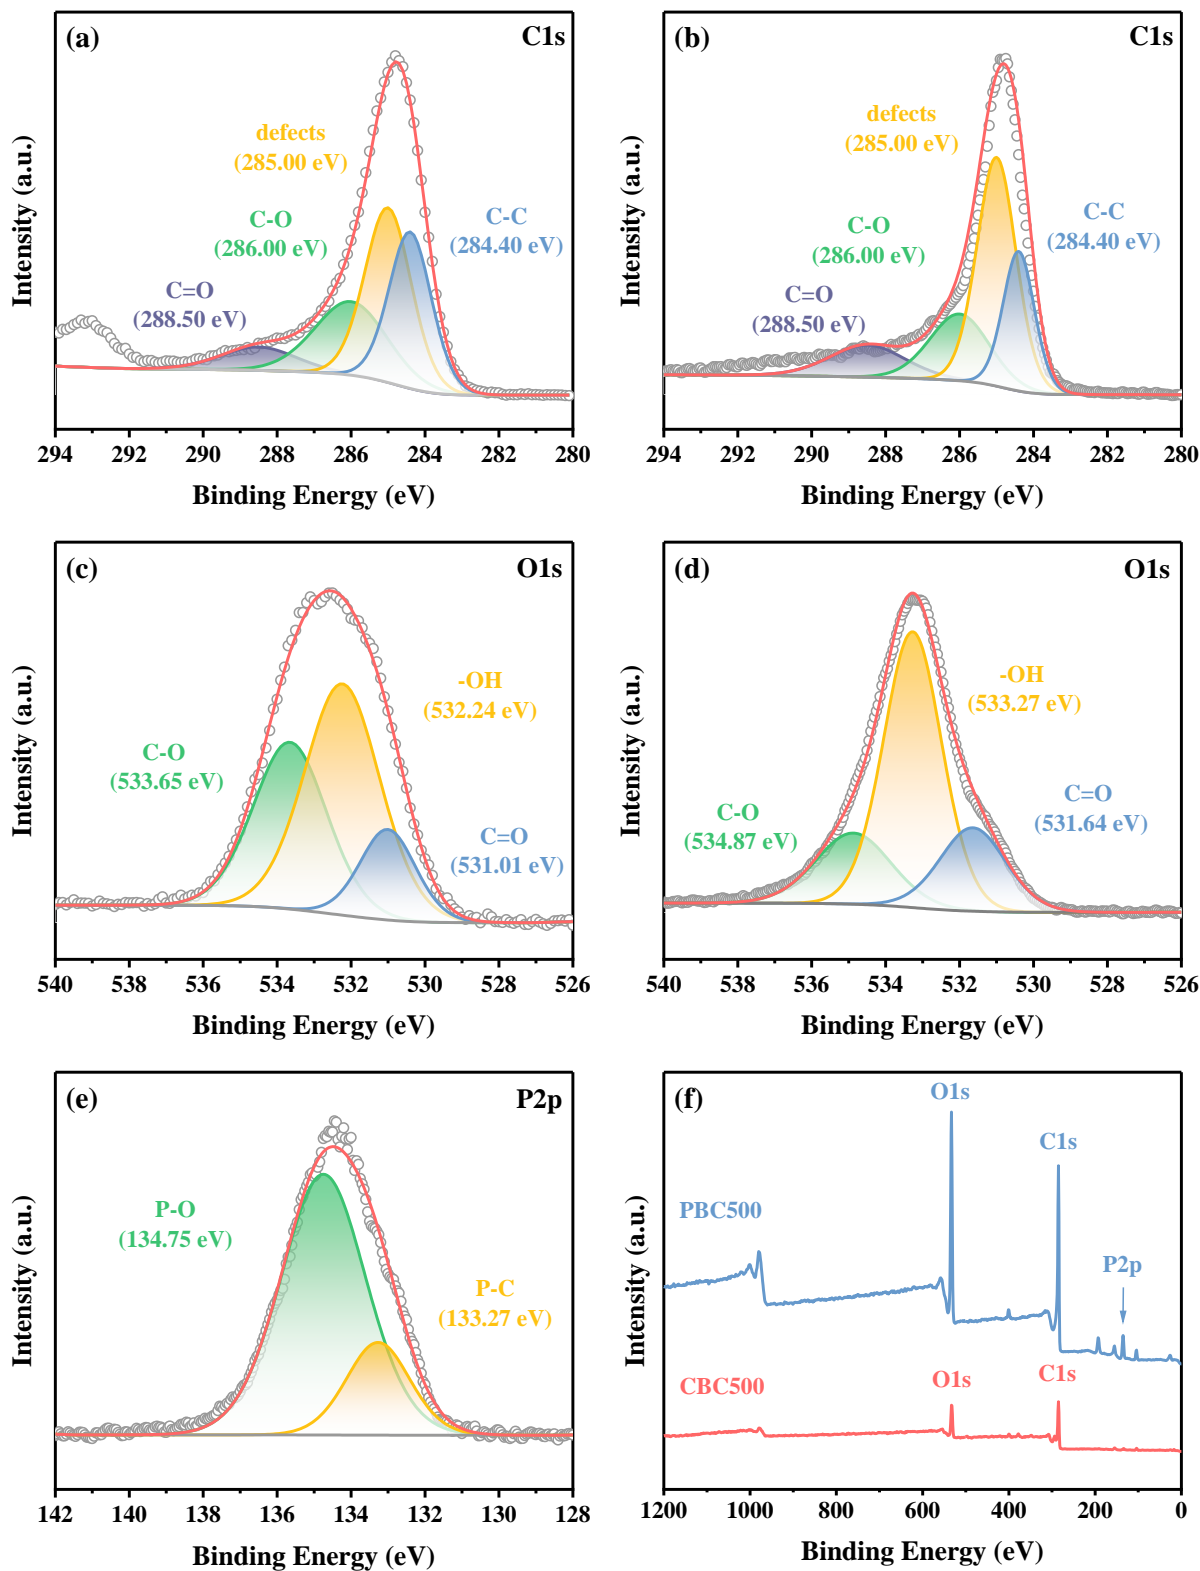 (a)
C1s
defects
(285.00 eV)
C-O
(286.00 eV)
C-C
(284.40 eV)
C=O
(288.50 eV)
Intensity (a.u.)
294 292 290 288 286 284 282 280
Binding Energy (eV)
(b)
C1s
defects
(285.00 eV)
C-O
(286.00 eV)
C-C
(284.40 eV)
C=O
(288.50 eV)
Intensity (a.u.)
294 292 290 288 286 284 282 280
Binding Energy (eV)
(c)
O1s
-OH
(532.24 eV)
C-O
(533.65 eV)
C=O
(531.01 eV)
Intensity (a.u.)
540 538 536 534 532 530 528 526
Binding Energy (eV)
(d)
O1s
-OH
(533.27 eV)
C-O
(534.87 eV)
C=O
(531.64 eV)
Intensity (a.u.)
540 538 536 534 532 530 528 526
Binding Energy (eV)
(e)
P2p
P-O
(134.75 eV)
P-C
(133.27 eV)
Intensity (a.u.)
142 140 138 136 134 132 130 128
Binding Energy (eV)
(f)
O1s
C1s
PBC500
P2p
CBC500
O1s
C1s
Intensity (a.u.)
1200 1000 800 600 400 200 0
Binding Energy (eV)